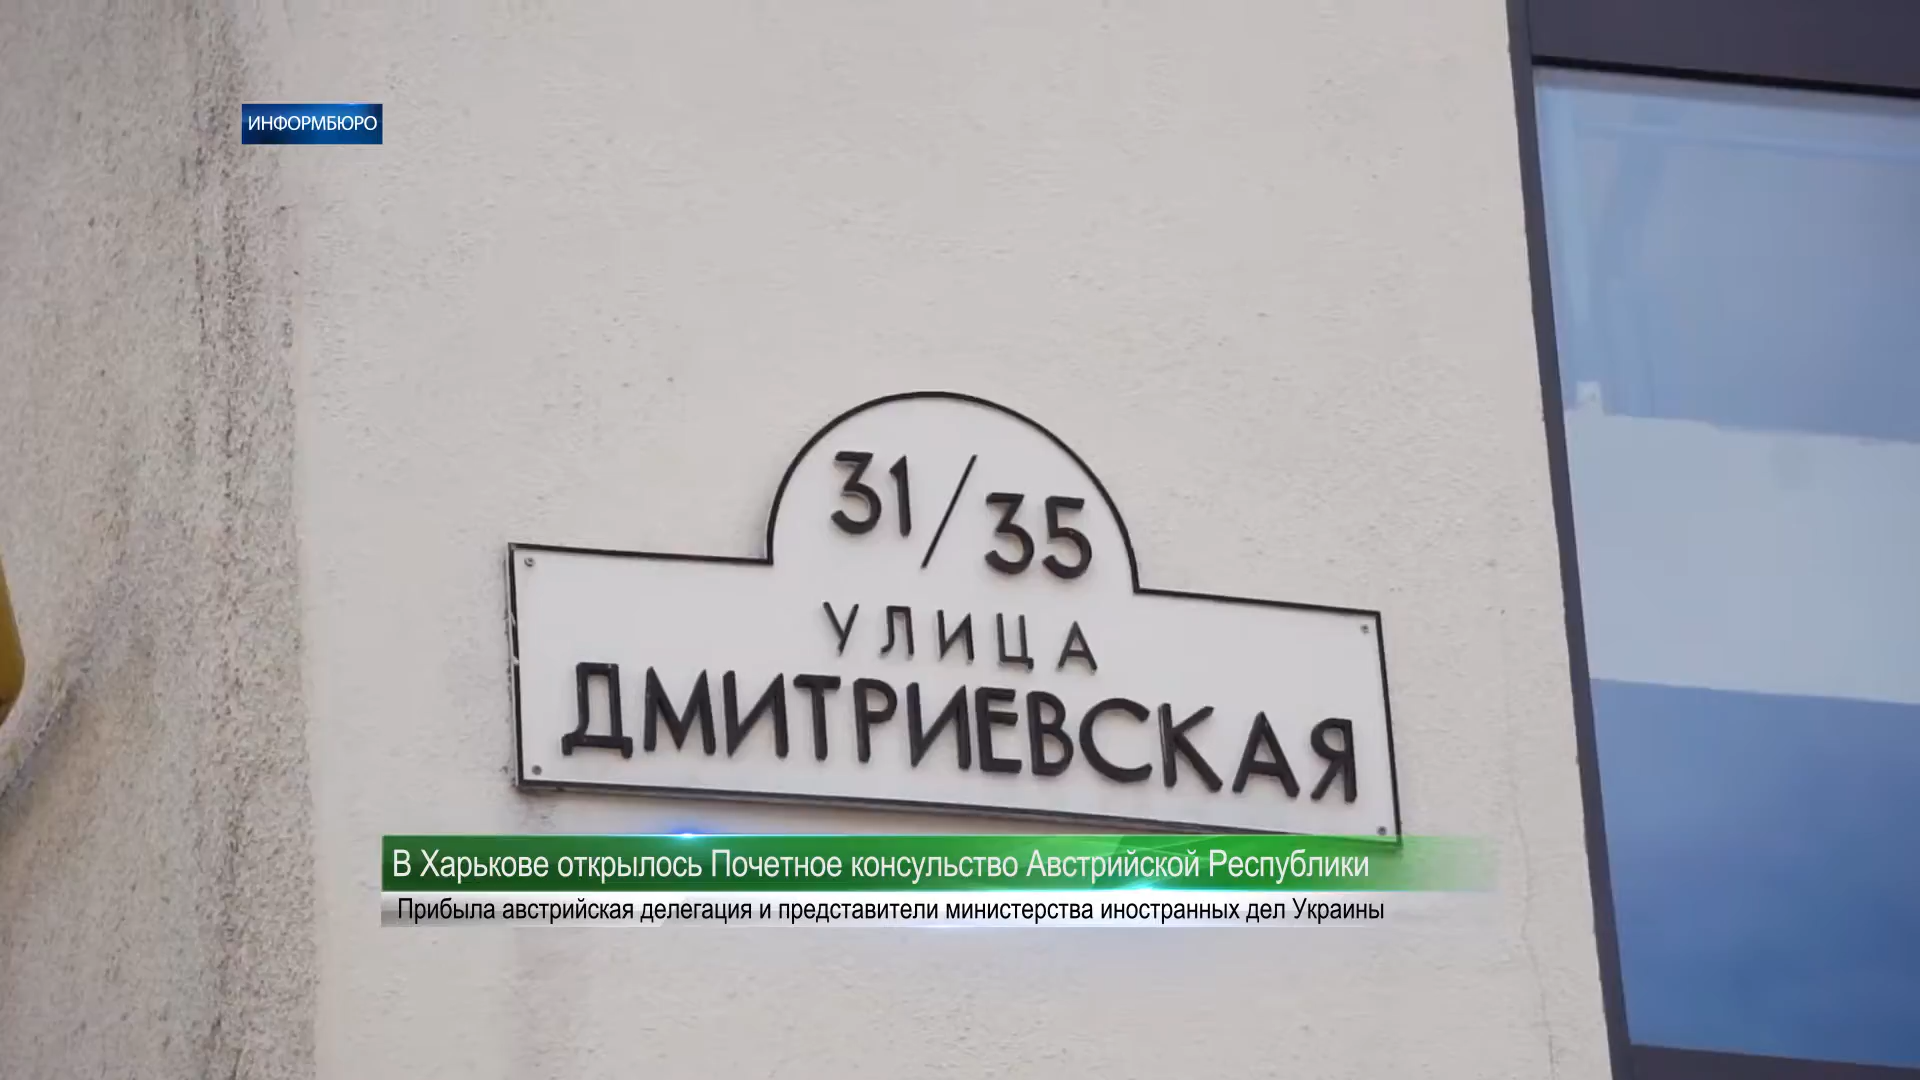 ИНФОРМБЮРО
31/35
УЛИЦА
ДМИТРИЕВСКАЯ
В Харькове открылось Почетное консульство Австрийской Республики
Прибыла австрийская делегация и представители министерства иностранных дел Украины